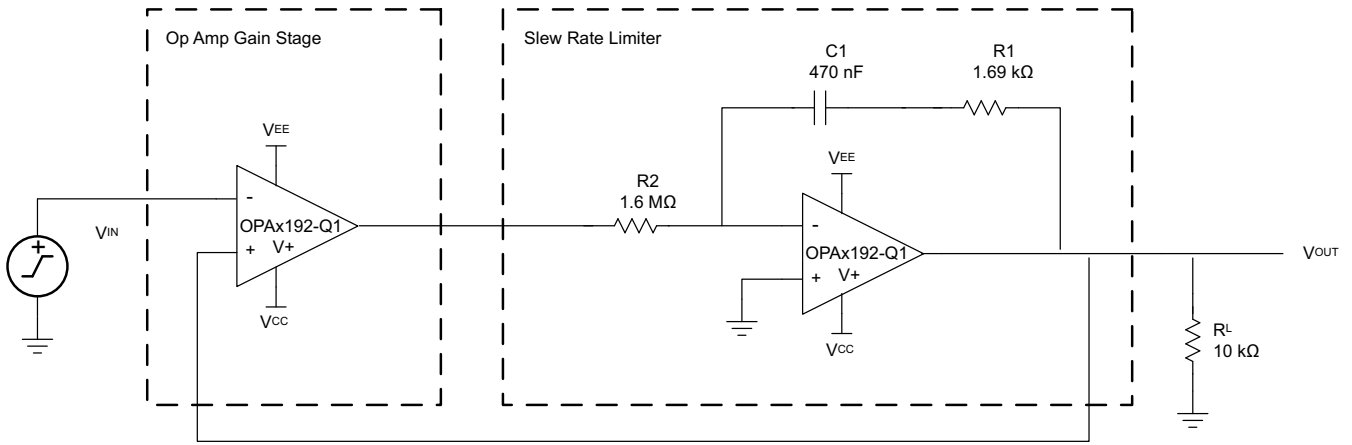 Op Amp Gain Stage
Slew Rate Limiter
C1
470 nF
R1
1.69 kΩ
VEE
VEE
R2
1.6 MΩ
VIN
+
-
OPAx192-Q1
+ V+
VCC
-
OPAx192-Q1
+ V+
VCC
VOUT
RL
10 kΩ